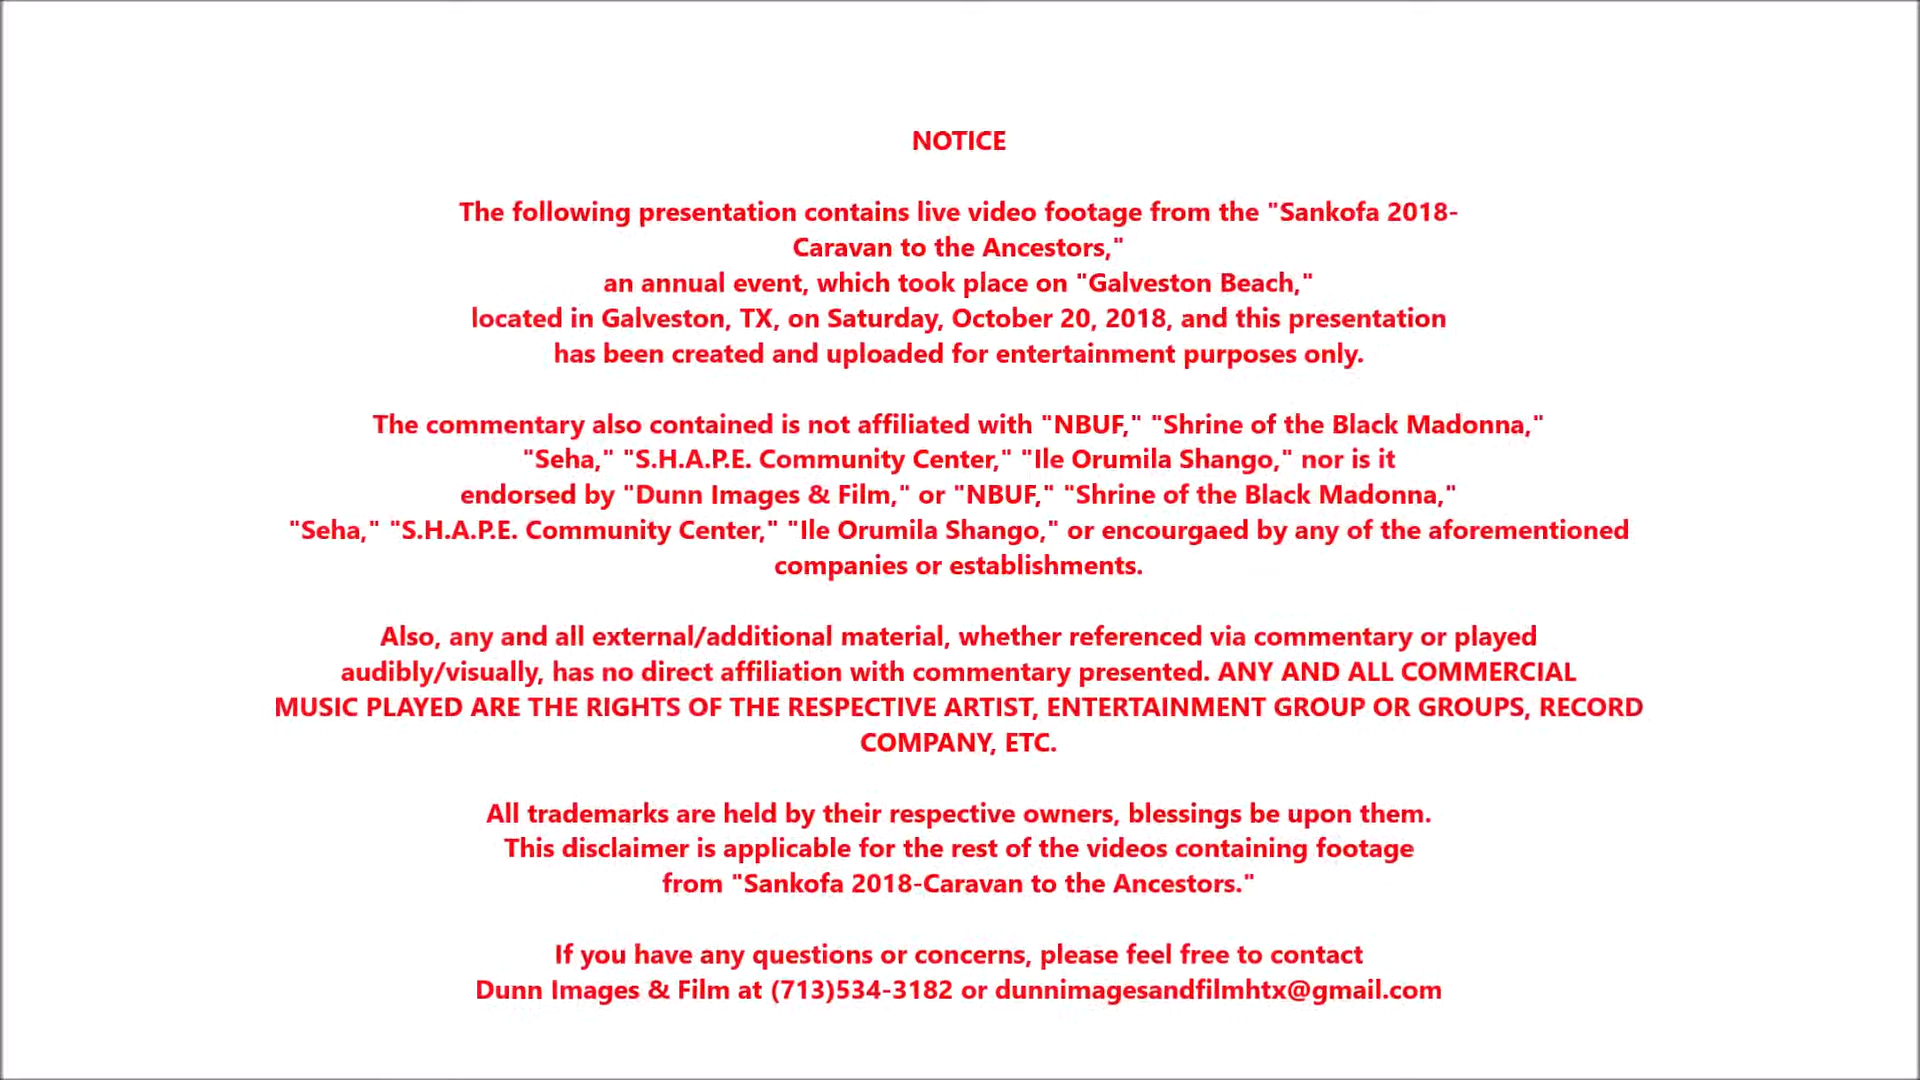 NOTICE
The following presentation contains live video footage from the "Sankofa 2018-
Caravan to the Ancestors,"
an annual event, which took place on "Galveston Beach,"
located in Galveston, TX, on Saturday, October 20, 2018, and this presentation
has been created and uploaded for entertainment purposes only.
The commentary also contained is not affiliated with "NBUF," "Shrine of the Black Madonna,"
"Seha," "S.H.A.P.E. Community Center," "Ile Orumila Shango," nor is it
endorsed by "Dunn Images & Film," or "NBUF," "Shrine of the Black Madonna,"
"Seha," "S.H.A.P.E. Community Center," "Ile Orumila Shango," or encourgaed by any of the aforementioned
companies or establishments.
Also, any and all external/additional material, whether referenced via commentary or played
audibly/visually, has no direct affiliation with commentary presented. ANY AND ALL COMMERCIAL
MUSIC PLAYED ARE THE RIGHTS OF THE RESPECTIVE ARTIST, ENTERTAINMENT GROUP OR GROUPS, RECORD
COMPANY, ETC.
All trademarks are held by their respective owners, blessings be upon them.
This disclaimer is applicable for the rest of the videos containing footage
from "Sankofa 2018-Caravan to the Ancestors."
If you have any questions or concerns, please feel free to contact
Dunn Images & Film at (713)534-3182 or dunnimagesandfilmhtx@gmail.com